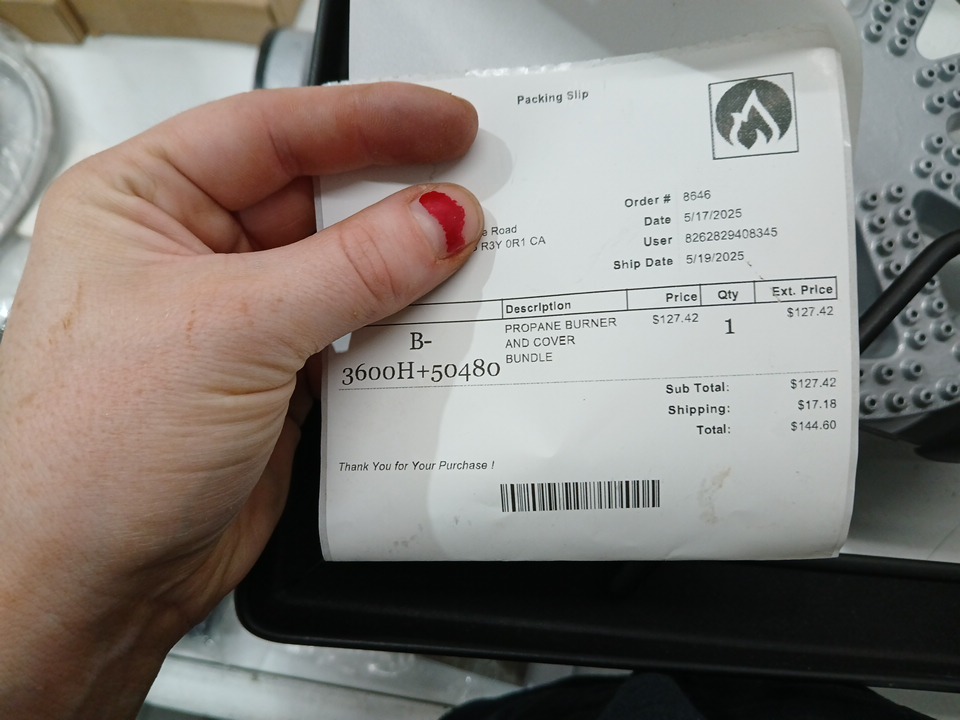 Packing Slip
Order # 8646
Date 5/17/2025
User 8262829408345
Ship Date 5/19/2025
Road
R3Y 0R1 CA
Description Price Qty Ext. Price
B-
3600H+50480
PROPANE BURNER
AND COVER
BUNDLE
$127.42 1 $127.42
Sub Total: $127.42
Shipping: $17.18
Total: $144.60
Thank You for Your Purchase !